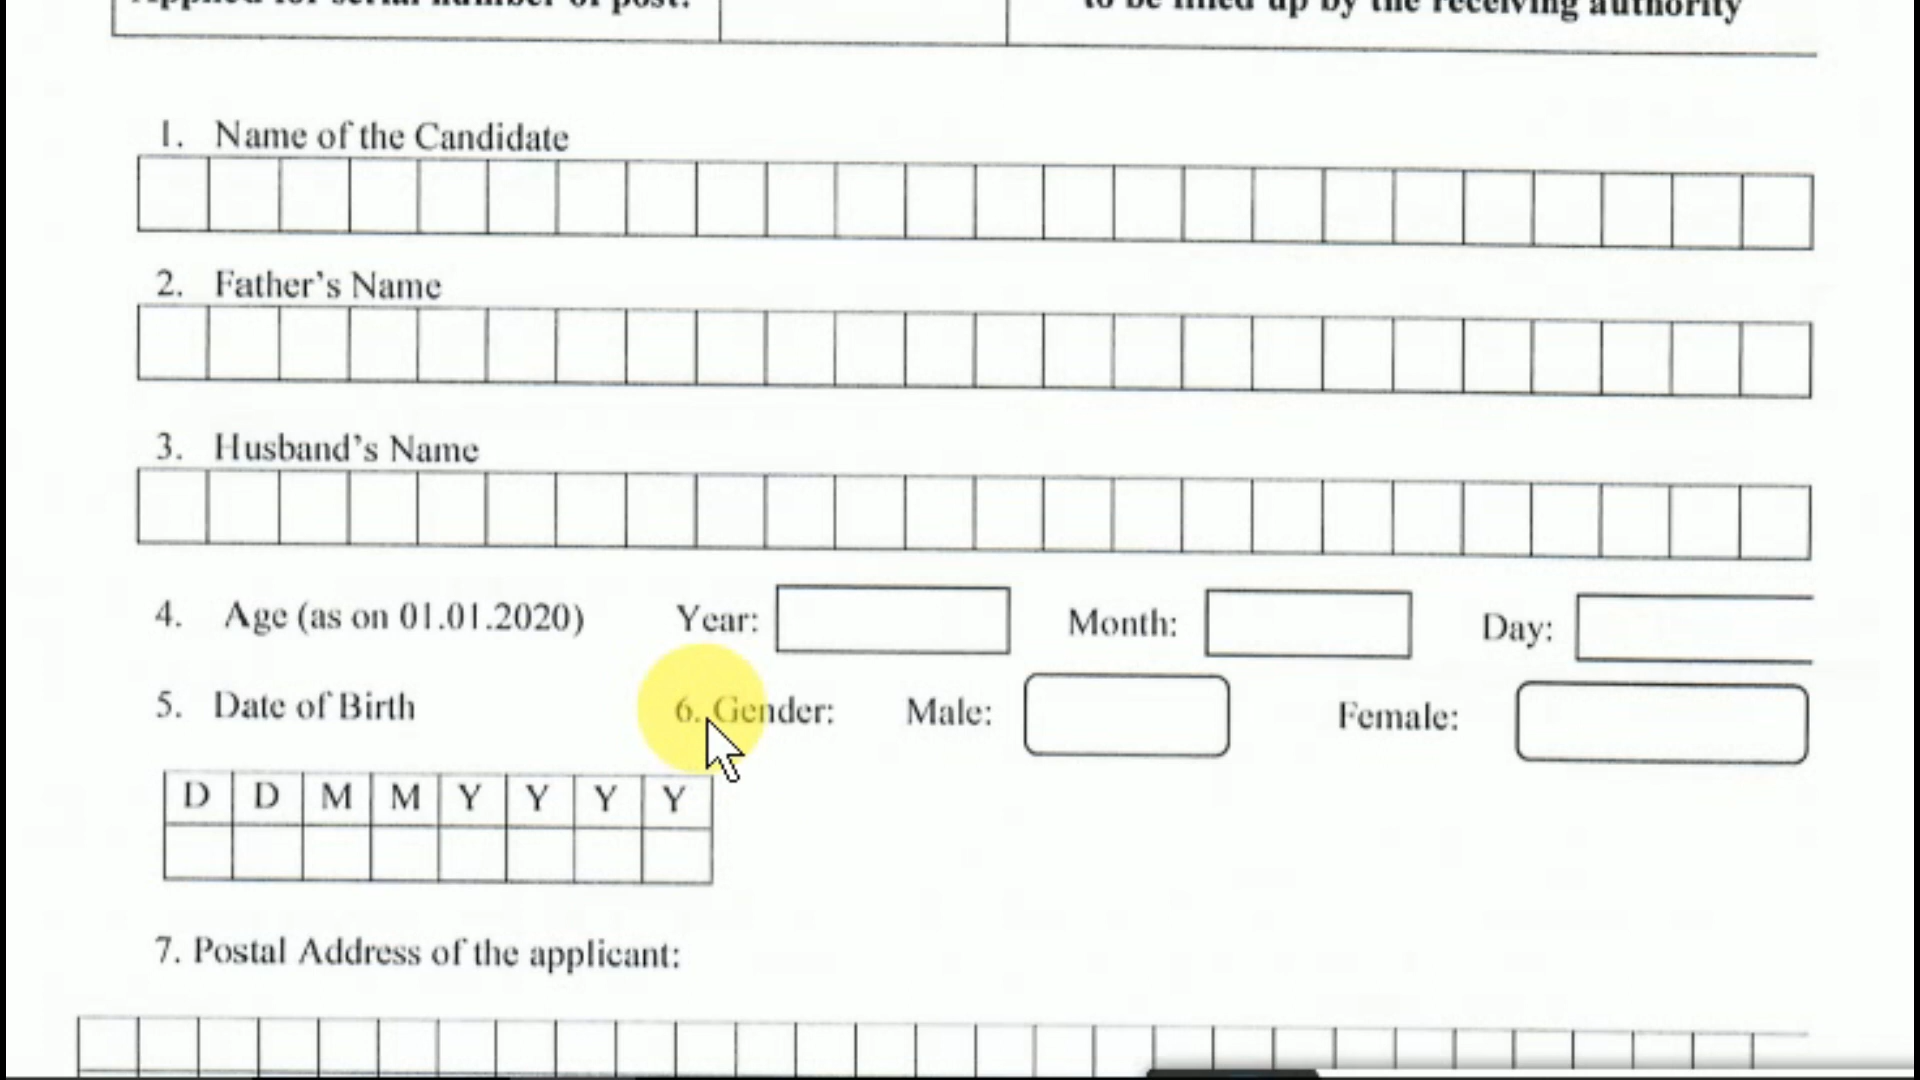 Applied for serial number of post:
to be filled up by the receiving authority
1. Name of the Candidate
2. Father's Name
3. Husband's Name
4. Age (as on 01.01.2020) Year: Month: Day:
5. Date of Birth 6. Gender: Male: Female:
D D M M Y Y Y Y
7. Postal Address of the applicant: